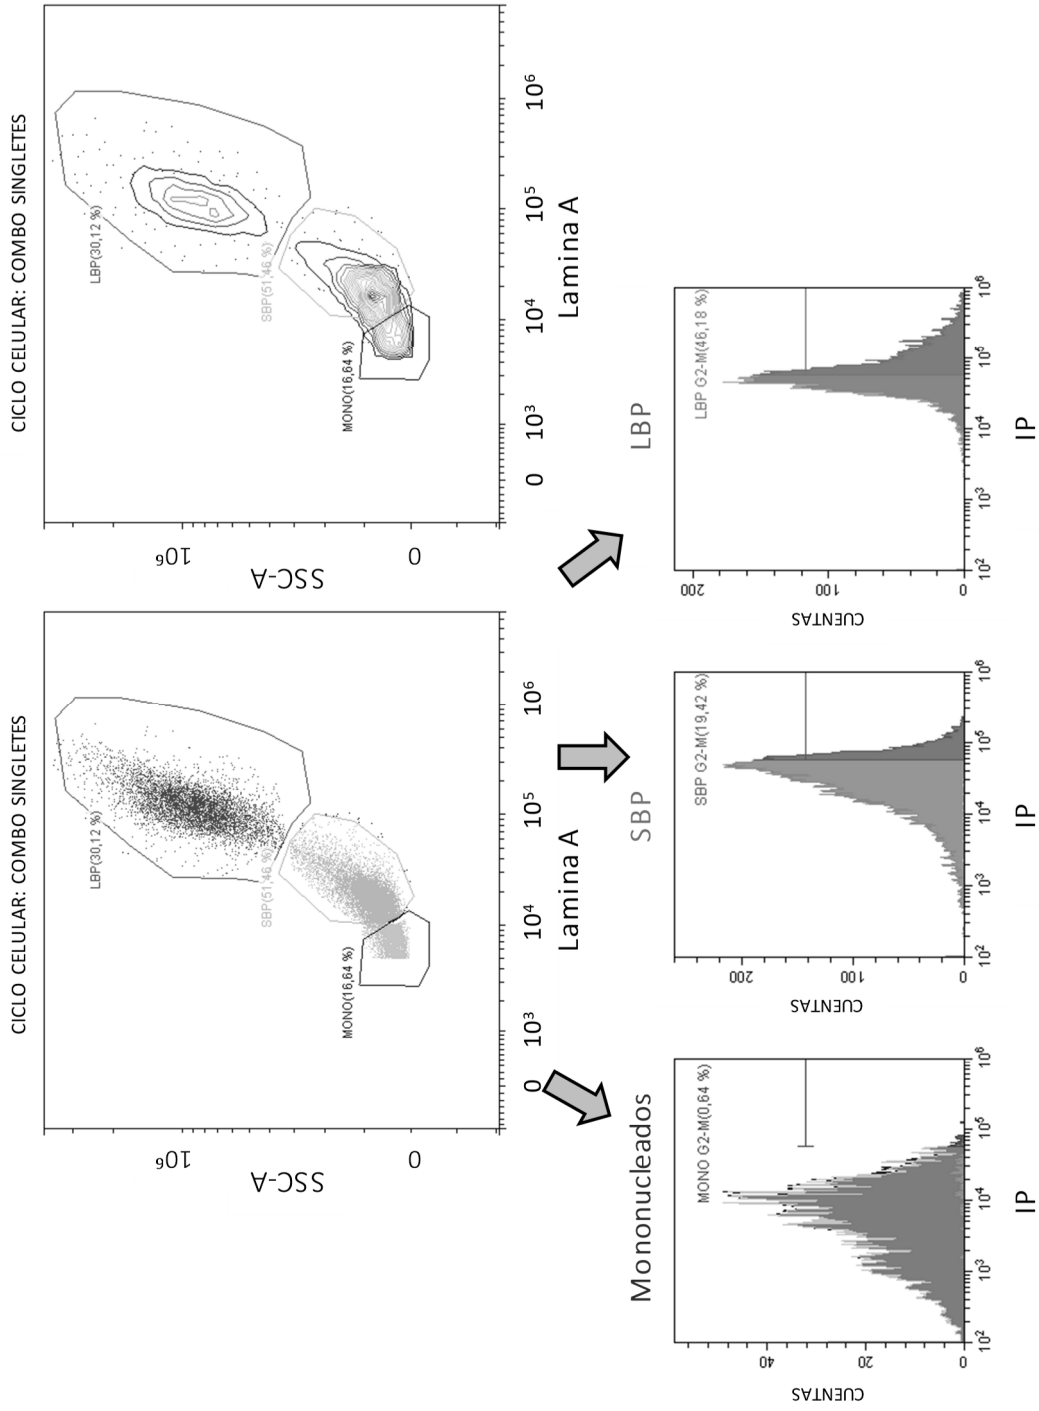 CICLO CELULAR: COMBO SINGLETES
LBP(30,12 %)
SBP(51,46 %)
MONO(16,64 %)
SSC-A
10⁶
0
0
10³
10⁴
10⁵
10⁶
Lamina A
CICLO CELULAR: COMBO SINGLETES
LBP(30,12 %)
SBP(51,46 %)
MONO(16,64 %)
SSC-A
10⁶
0
0
10³
10⁴
10⁵
10⁶
Lamina A
Mononucleados
MONO G2-M(0,64 %)
CUENTAS
40
20
0
10²
10³
10⁴
10⁵
10⁶
IP
SBP
SBP G2-M(19,42 %)
CUENTAS
200
100
0
10²
10³
10⁴
10⁵
10⁶
IP
LBP
LBP G2-M(46,18 %)
CUENTAS
200
100
0
10²
10³
10⁴
10⁵
10⁶
IP